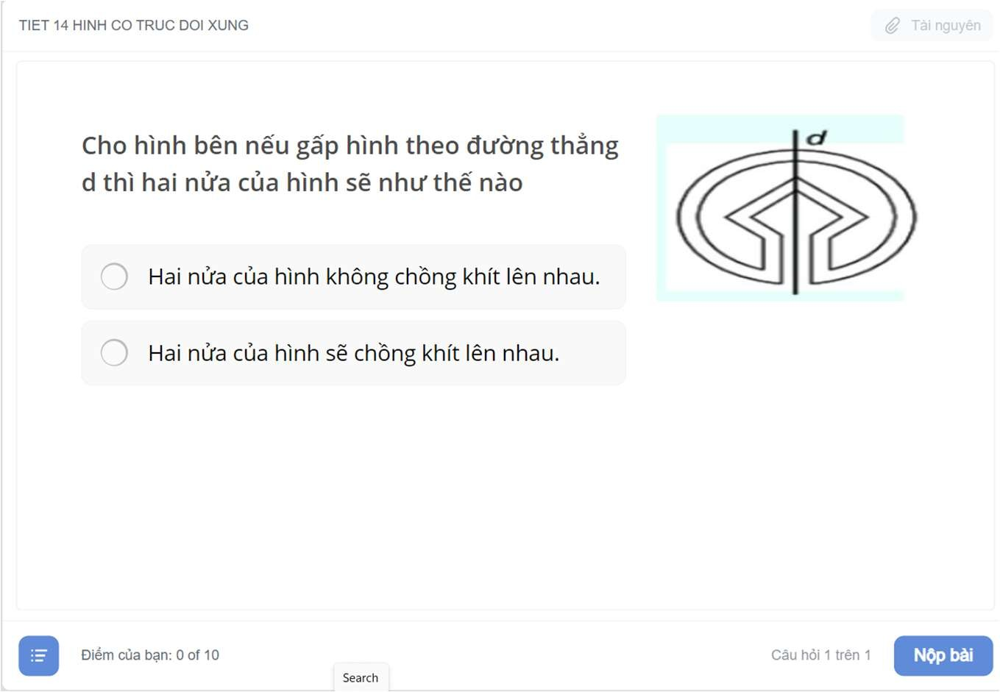 TIET 14 HINH CO TRUC DOI XUNG
Tài nguyên
Cho hình bên nếu gấp hình theo đường thẳng
d thì hai nửa của hình sẽ như thế nào
d
Hai nửa của hình không chồng khít lên nhau.
Hai nửa của hình sẽ chồng khít lên nhau.
Điểm của bạn: 0 of 10
Câu hỏi 1 trên 1
Nộp bài
Search